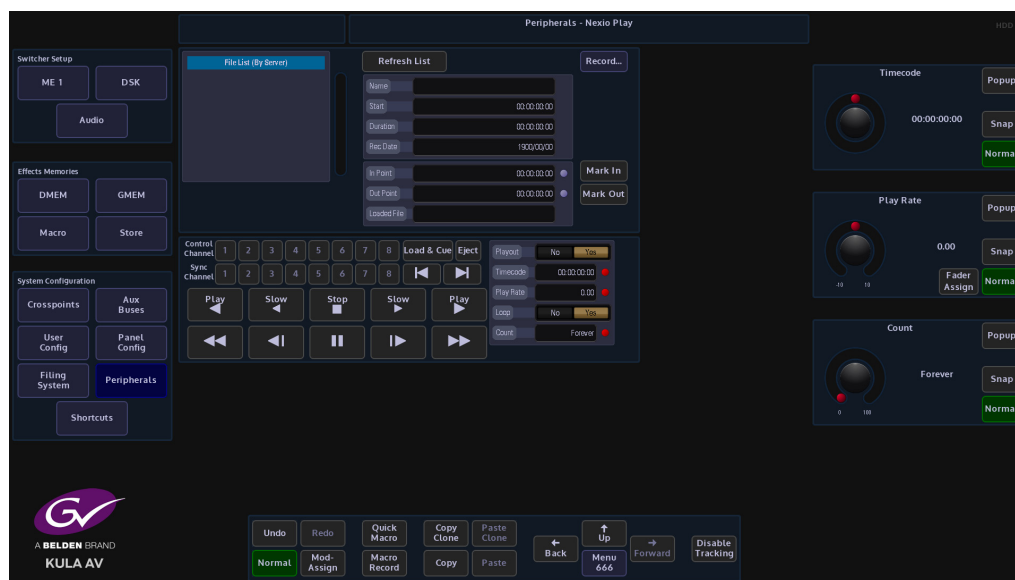 Peripherals - Nexio Play
HDD
Switcher Setup
ME 1
DSK
Audio
Effects Memories
DMEM
GMEM
Macro
Store
System Configuration
Crosspoints
Aux
Buses
User
Config
Panel
Config
Filing
System
Peripherals
Shortcuts
File List (By Server)
Refresh List
Record...
Name
Start
00:00:00:00
Duration
00:00:00:00
Rec Date
1900/00/00
In Point
00:00:00:00
Mark In
Out Point
00:00:00:00
Mark Out
Loaded File
Control
Channel
1 2 3 4 5 6 7 8
Load & Cue
Eject
Sync
Channel
1 2 3 4 5 6 7 8
Play
Slow
Stop
Slow
Play
Playout
No
Yes
Timecode
00:00:00:00
Play Rate
0.00
Loop
No
Yes
Count
Forever
Timecode
00:00:00:00
Popup
Snap
Norma
Play Rate
0.00
-10 10
Fader
Assign
Popup
Snap
Norma
Count
Forever
0 100
Popup
Snap
Norma
GV
A BELDEN BRAND
KULA AV
Undo
Redo
Quick
Macro
Copy
Clone
Paste
Clone
Normal
Mod-
Assign
Macro
Record
Copy
Paste
Back
Up
Menu
666
Forward
Disable
Tracking